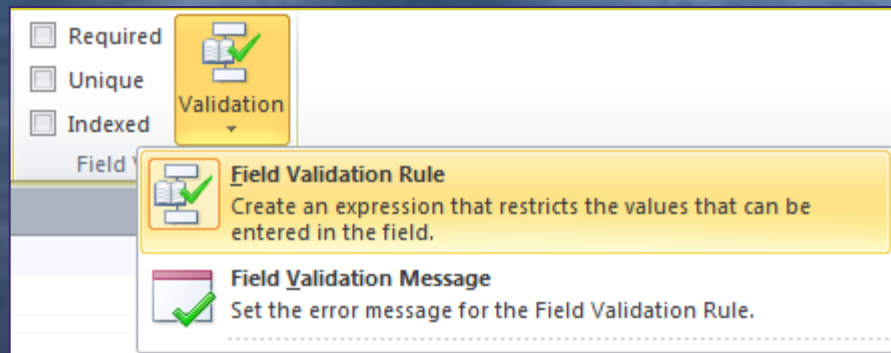 Required
Unique
Indexed
Validation
Field
Field Validation Rule
Create an expression that restricts the values that can be
entered in the field.
Field Validation Message
Set the error message for the Field Validation Rule.